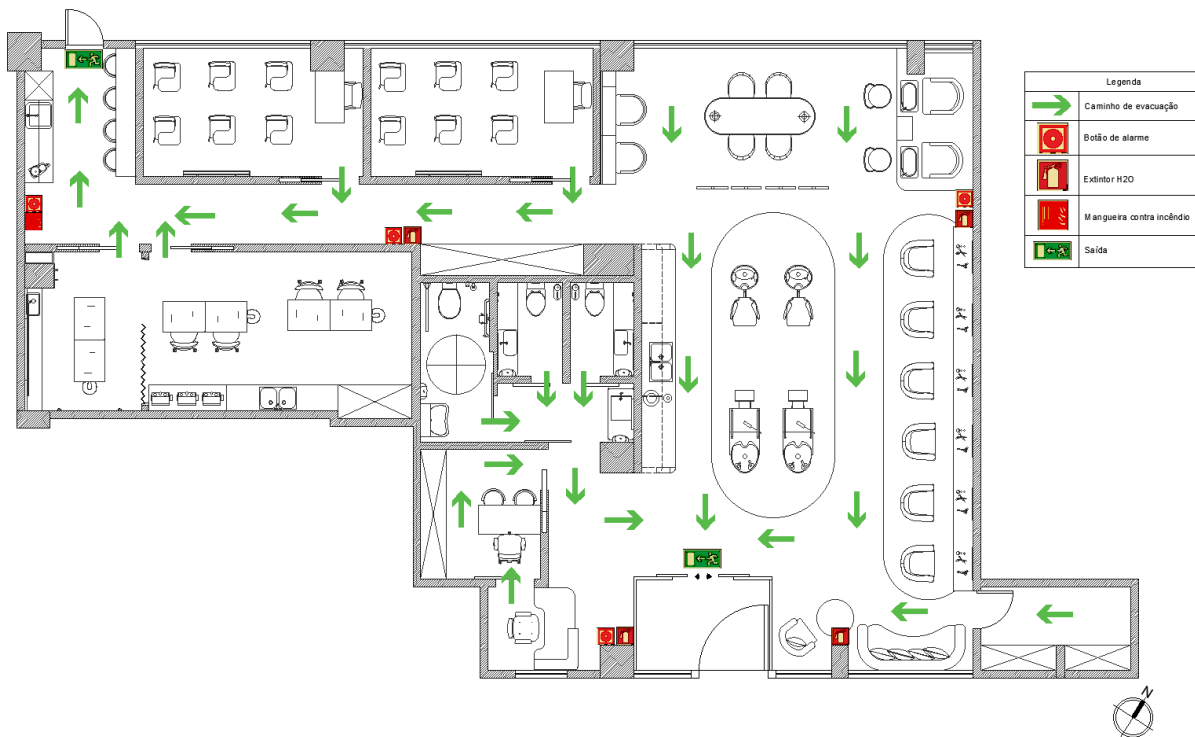 Legenda
Caminho de evacuação
Botão de alarme
Extintor H2O
Mangueira contra incêndio
Saída
N